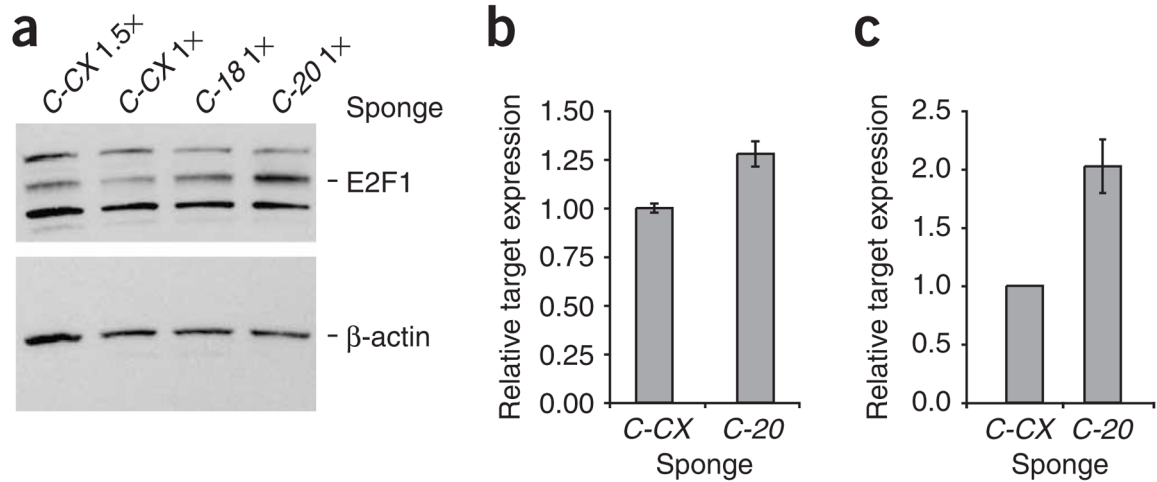 a
C-CX 1.5×
C-CX 1×
C-18 1×
C-20 1×
Sponge
E2F1
β-actin
b
Relative target expression
1.50
1.25
1.00
0.75
0.50
0.25
0.00
C-CX C-20
Sponge
c
Relative target expression
2.5
2.0
1.5
1.0
0.5
0.0
C-CX C-20
Sponge